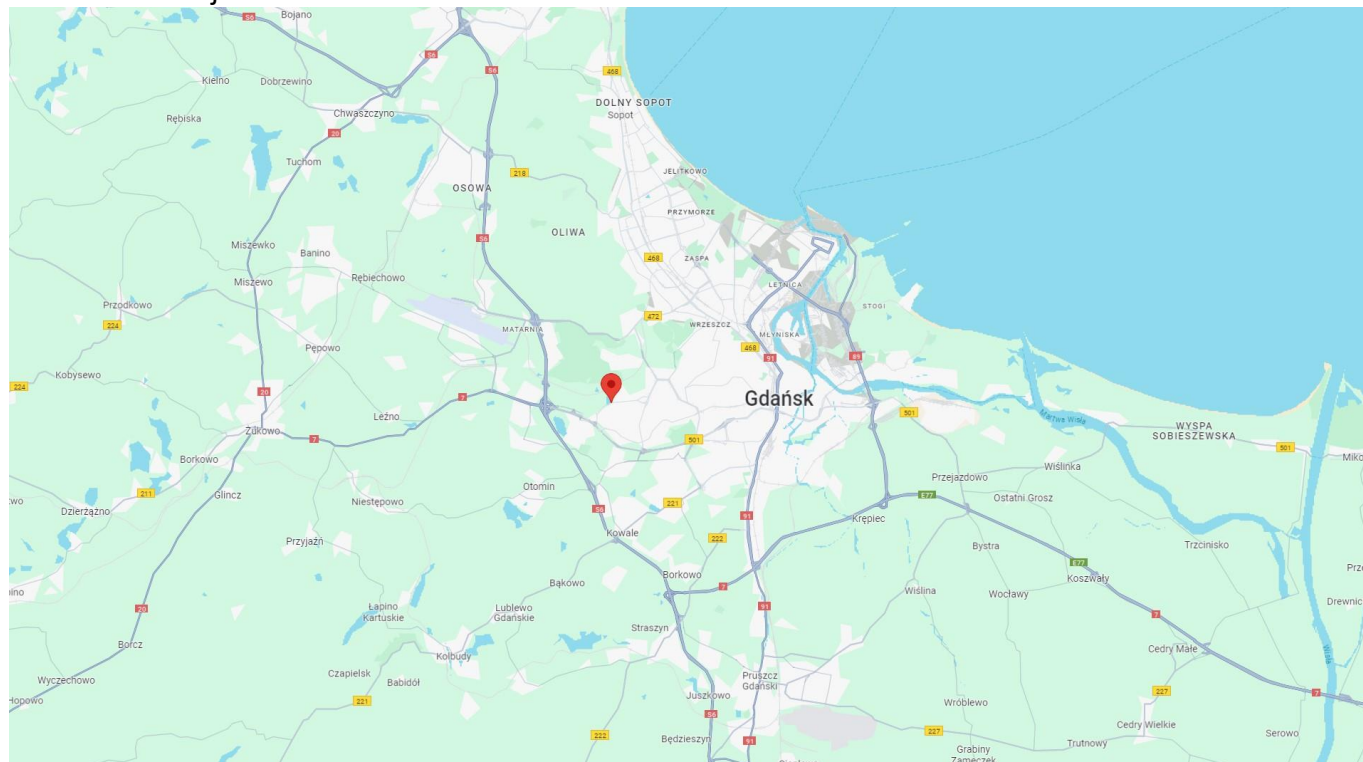 Bojano
S6
S6
S6
468
Kielno
Dobrzewino
DOLNY SOPOT
Sopot
Rębiska
Chwaszczyno
20
Tuchom
218
JELITKOWO
OSOWA
PRZYMORZE
OLIWA
S6
Miszewko
Banino
468
ZASPA
Rębiechowo
Miszewo
LETNICA
Przodkowo
STOGI
224
472
MATARNIA
WRZESZCZ
MŁYNISKA
Pępowo
468
91
89
Kobysewo
224
20
7
Gdańsk
Leźno
501
Martwa Wisła
WYSPA
SOBIESZEWSKA
Żukowo
7
501
501
Borkowo
Wiślinka
Przejazdowo
Glincz
Otomin
211
Niestępowo
E77
Ostatni Grosz
Dzierżążno
221
S6
91
Krępiec
Kowale
222
Przyjaźń
Bystra
Trzcinisko
E77
Borkowo
Koszwały
Bąkowo
7
Wiślina
Wocławy
Łapino
Kartuskie
Lublewo
Gdańskie
20
91
7
Straszyn
Borcz
Cedry Małe
Kolbudy
Wisła
Czapielsk
Babidół
Pruszcz
Gdański
Wyczechowo
227
7
Juszkowo
221
Wróblewo
S6
Cedry Wielkie
222
Będzieszyn
91
227
Trutnowy
Serowo
Grabiny
Zameczek